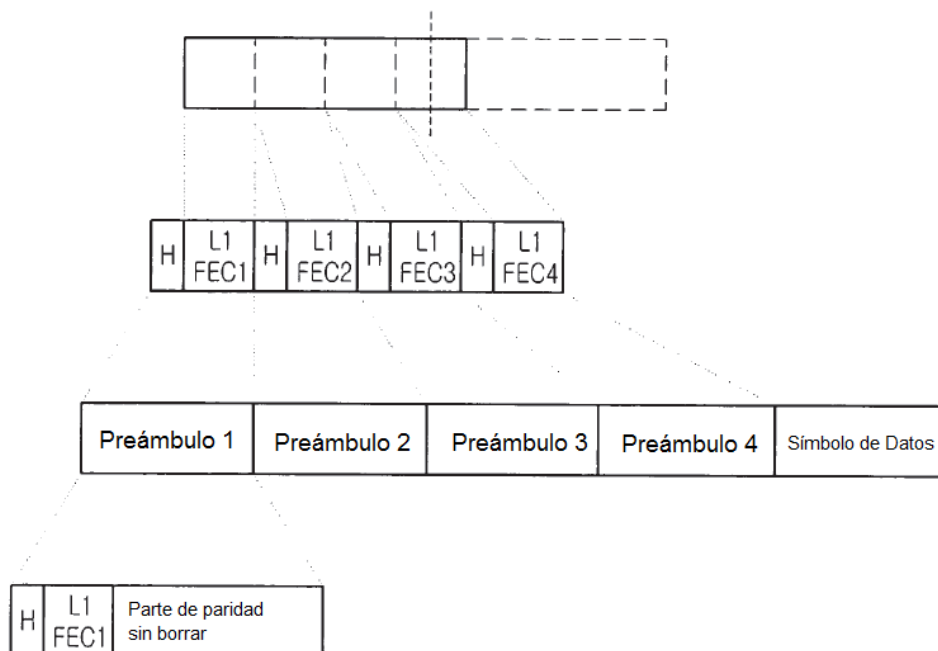 H L1 FEC1 H L1 FEC2 H L1 FEC3 H L1 FEC4
Preámbulo 1 Preámbulo 2 Preámbulo 3 Preámbulo 4 Símbolo de Datos
H L1 FEC1 Parte de paridad sin borrar